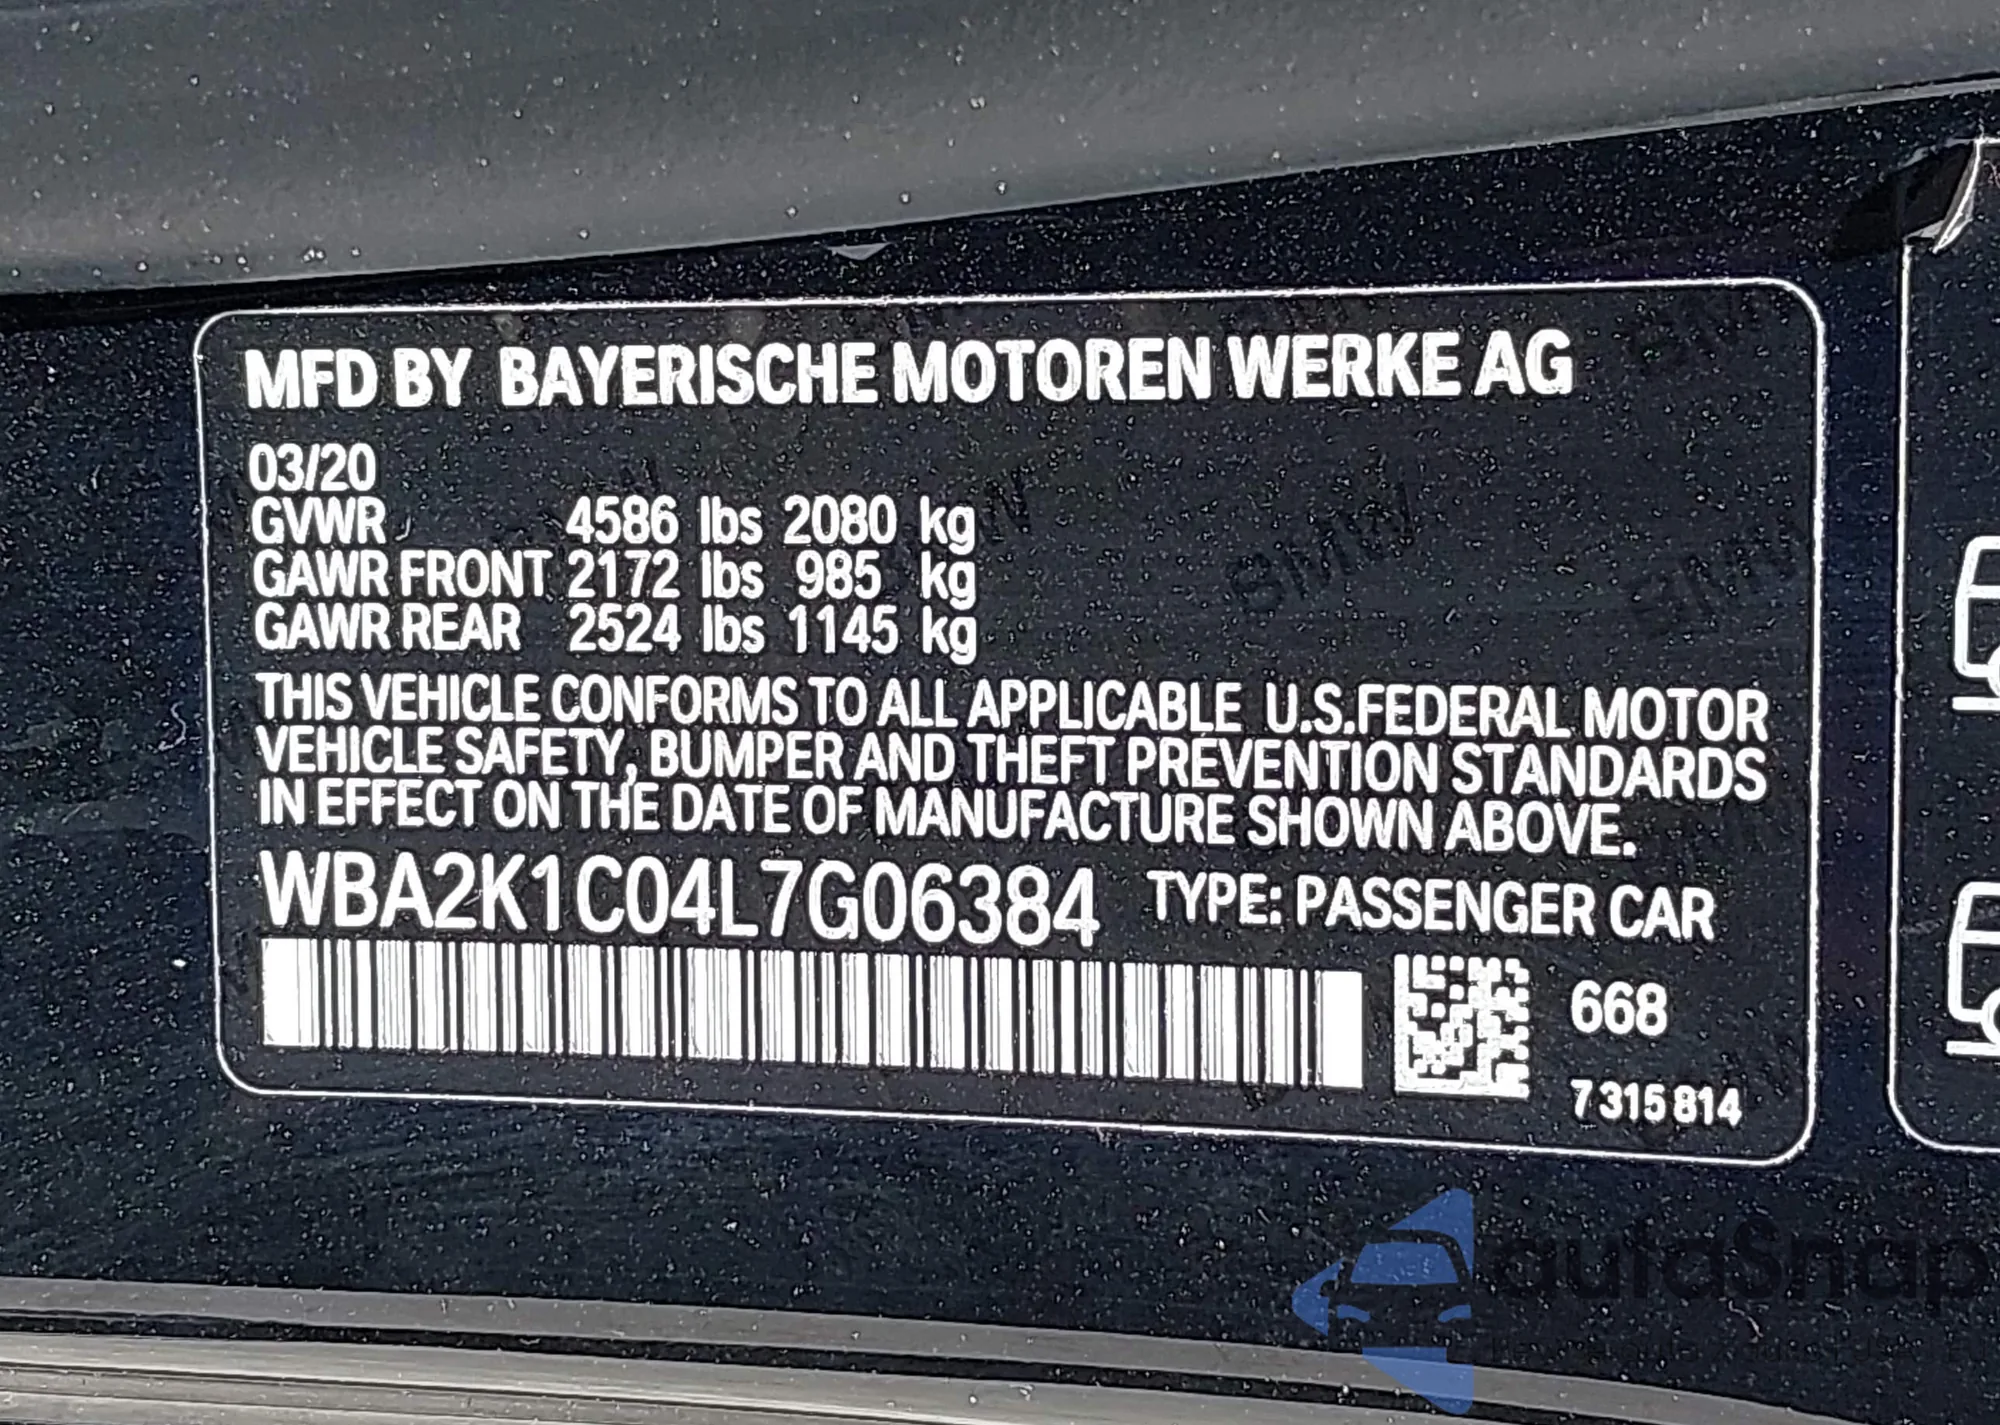 MFD BY BAYERISCHE MOTOREN WERKE AG
03/20
GVWR 4586 lbs 2080 kg
GAWR FRONT 2172 lbs 985 kg
GAWR REAR 2524 lbs 1145 kg
THIS VEHICLE CONFORMS TO ALL APPLICABLE U.S.FEDERAL MOTOR
VEHICLE SAFETY, BUMPER AND THEFT PREVENTION STANDARDS
IN EFFECT ON THE DATE OF MANUFACTURE SHOWN ABOVE.
WBA2K1C04L7G06384 TYPE: PASSENGER CAR
668
7 315 814
autoSnap